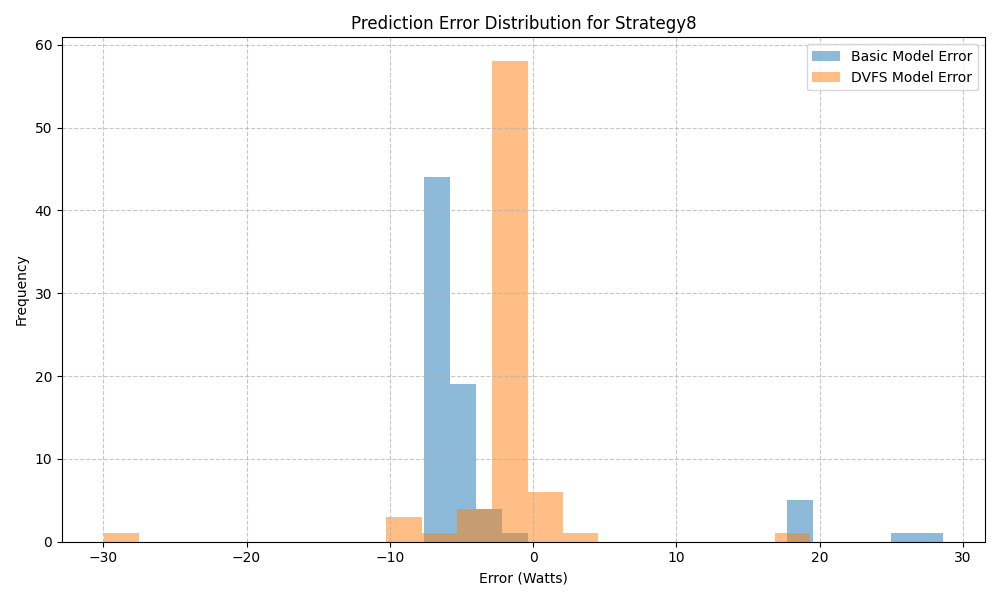 Prediction Error Distribution for Strategy8
Basic Model Error
DVFS Model Error
60
50
40
30
20
10
0
Frequency
−30
−20
−10
0
10
20
30
Error (Watts)